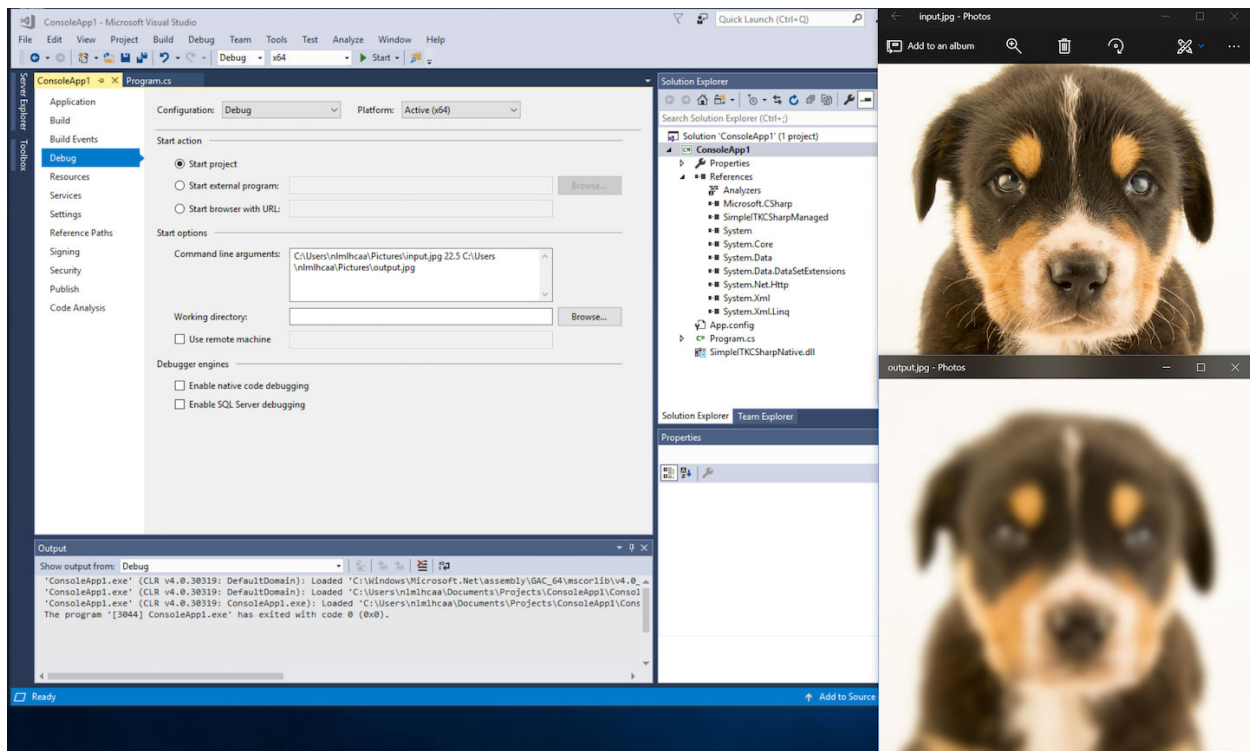 ConsoleApp1 - Microsoft Visual Studio
Quick Launch (Ctrl+Q)
File Edit View Project Build Debug Team Tools Test Analyze Window Help
Debug x64 Start
Server Explorer
Toolbox
ConsoleApp1 Program.cs
Application
Build
Build Events
Debug
Resources
Services
Settings
Reference Paths
Signing
Security
Publish
Code Analysis
Configuration: Debug Platform: Active (x64)
Start action
Start project
Start external program: Browse...
Start browser with URL:
Start options
Command line arguments: C:\Users\nlmlhcaa\Pictures\input.jpg 22.5 C:\Users
\nlmlhcaa\Pictures\output.jpg
Working directory: Browse...
Use remote machine
Debugger engines
Enable native code debugging
Enable SQL Server debugging
Output
Show output from: Debug
'ConsoleApp1.exe' (CLR v4.0.30319: DefaultDomain): Loaded 'C:\Windows\Microsoft.Net\assembly\GAC_64\mscorlib\v4.0_
'ConsoleApp1.exe' (CLR v4.0.30319: DefaultDomain): Loaded 'C:\Users\nlmlhcaa\Documents\Projects\ConsoleApp1\Consol
'ConsoleApp1.exe' (CLR v4.0.30319: ConsoleApp1.exe): Loaded 'C:\Users\nlmlhcaa\Documents\Projects\ConsoleApp1\Cons
The program '[3044] ConsoleApp1.exe' has exited with code 0 (0x0).
Ready
Add to Source
Solution Explorer
Search Solution Explorer (Ctrl+;)
Solution 'ConsoleApp1' (1 project)
ConsoleApp1
Properties
References
Analyzers
Microsoft.CSharp
SimpleITKCSharpManaged
System
System.Core
System.Data
System.Data.DataSetExtensions
System.Net.Http
System.Xml
System.Xml.Linq
App.config
Program.cs
SimpleITKCSharpNative.dll
Solution Explorer Team Explorer
Properties
input.jpg - Photos
Add to an album
output.jpg - Photos